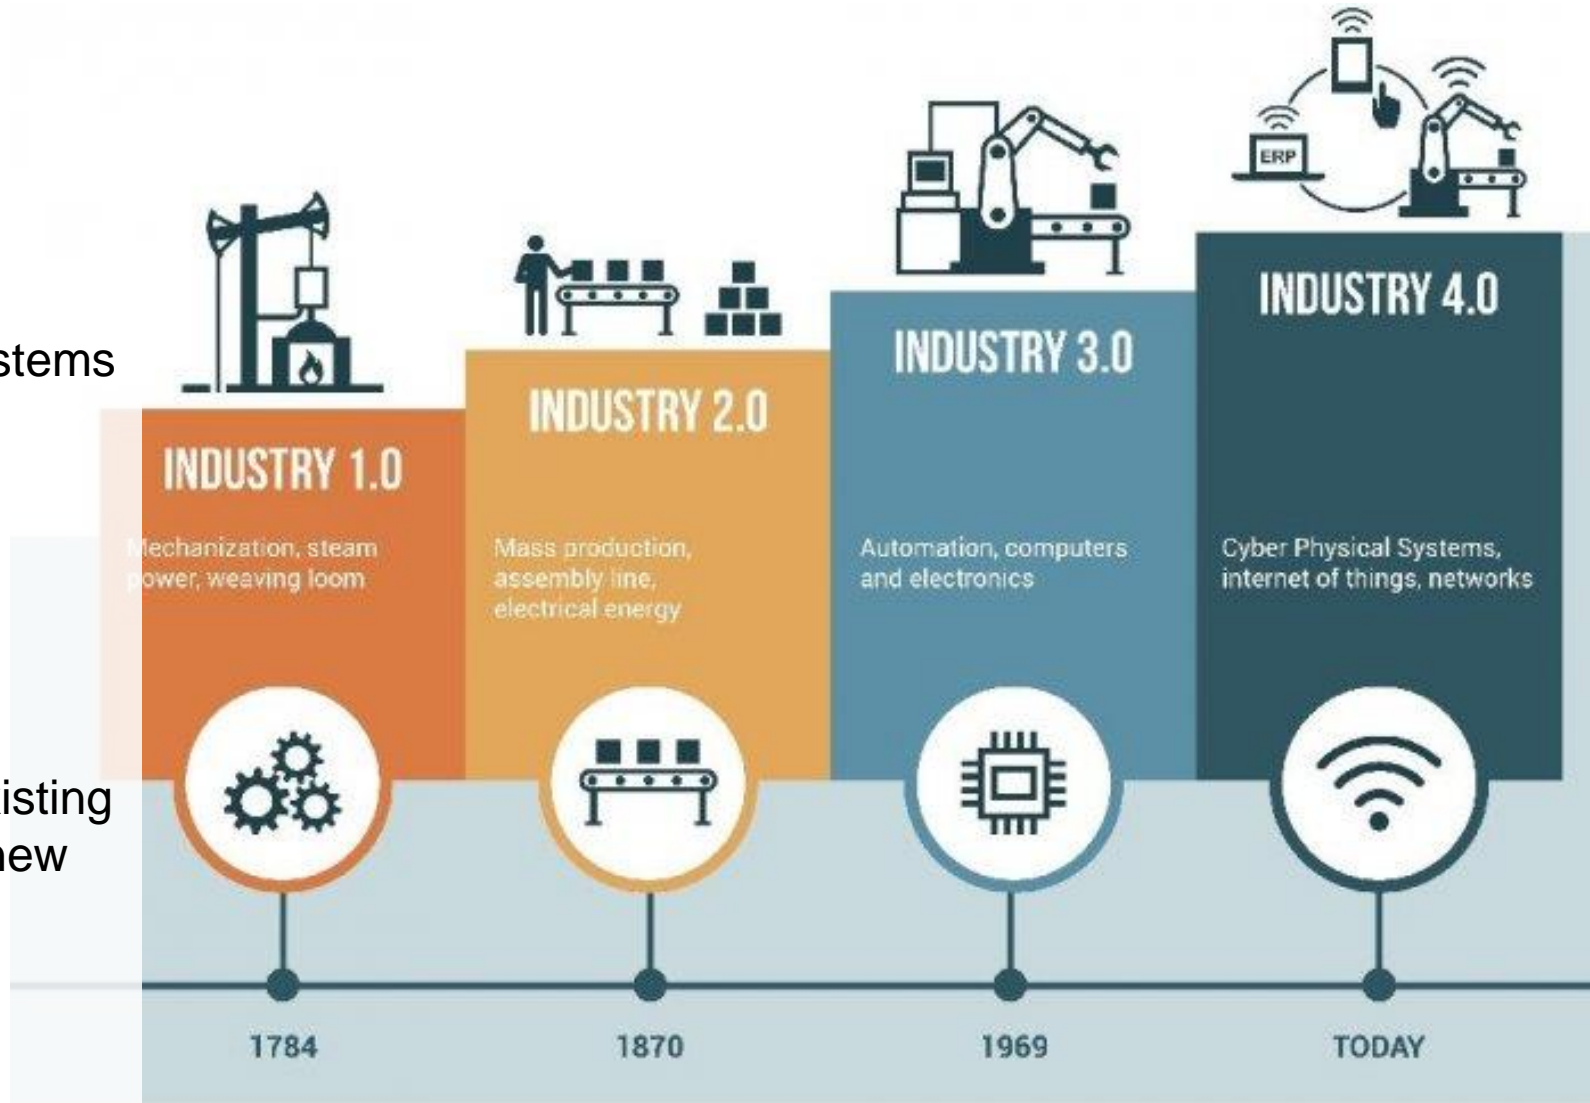 ERP
INDUSTRY 4.0
INDUSTRY 3.0
stems
INDUSTRY 2.0
INDUSTRY 1.0
Mechanization, steam
power, weaving loom
Mass production,
assembly line,
electrical energy
Automation, computers
and electronics
Cyber Physical Systems,
internet of things, networks
isting
new
1784
1870
1969
TODAY